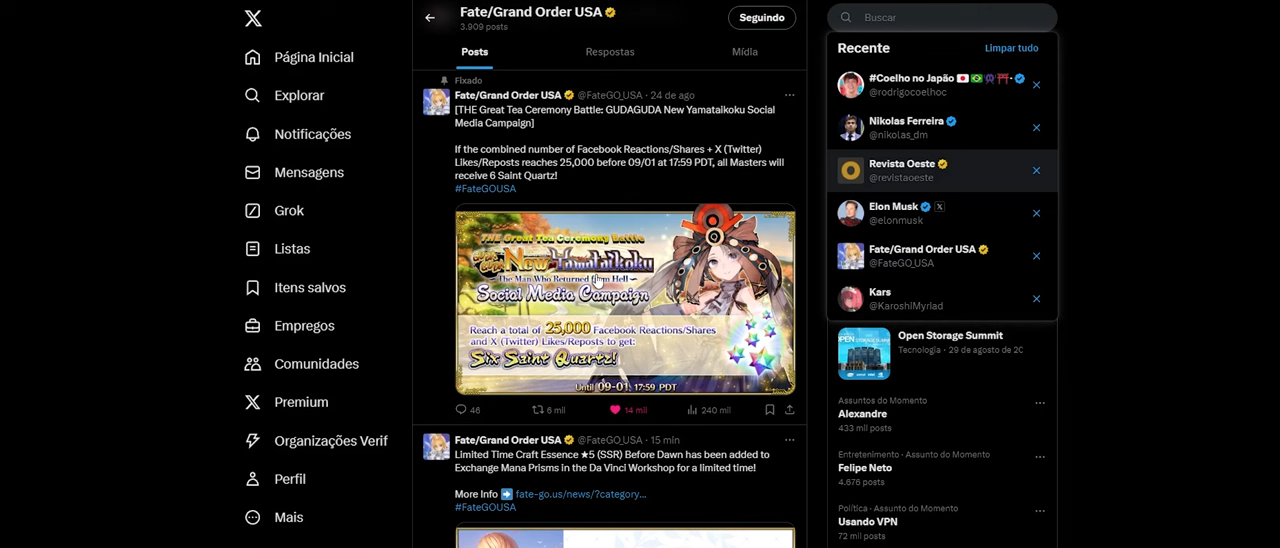 Página Inicial
Explorar
Notificações
Mensagens
Grok
Listas
Itens salvos
Empregos
Comunidades
Premium
Organizações Verif
Perfil
Mais
Fate/Grand Order USA
3.909 posts
Seguindo
Posts
Respostas
Mídia
Fixado
Fate/Grand Order USA @FateGO_USA · 24 de ago
[THE Great Tea Ceremony Battle: GUDAGUDA New Yamataikoku Social
Media Campaign]
If the combined number of Facebook Reactions/Shares + X (Twitter)
Likes/Reposts reaches 25,000 before 09/01 at 17:59 PDT, all Masters will
receive 6 Saint Quartz!
#FateGOUSA
THE Great Tea Ceremony Battle
GUDAGUDA New Yamataikoku
~The Man Who Returned from Hell~
Social Media Campaign
Reach a total of 25,000 Facebook Reactions/Shares
and X (Twitter) Likes/Reposts to get:
Six Saint Quartz!
Until 09-01, 17:59 PDT
46
6 mil
14 mil
240 mil
Fate/Grand Order USA @FateGO_USA · 15 min
Limited Time Craft Essence ★5 (SSR) Before Dawn has been added to
Exchange Mana Prisms in the Da Vinci Workshop for a limited time!
More Info ➡️ fate-go.us/news/?category...
#FateGOUSA
Buscar
Recente
Limpar tudo
#Coelho no Japão
@rodrigocoelhoc
Nikolas Ferreira
@nikolas_dm
Revista Oeste
@revistaoeste
Elon Musk
@elonmusk
Fate/Grand Order USA
@FateGO_USA
Kars
@KaroshiMyriad
Open Storage Summit
Tecnologia · 29 de agosto de 20
Assuntos do Momento
Alexandre
433 mil posts
Entretenimento · Assunto do Momento
Felipe Neto
4.676 posts
Política · Assunto do Momento
Usando VPN
72 mil posts